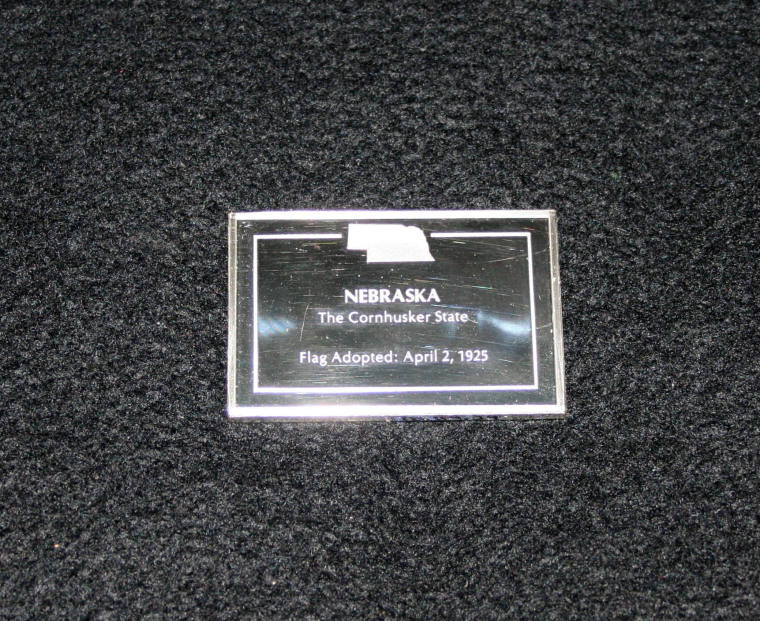 NEBRASKA
The Cornhusker State
Flag Adopted: April 2, 1925